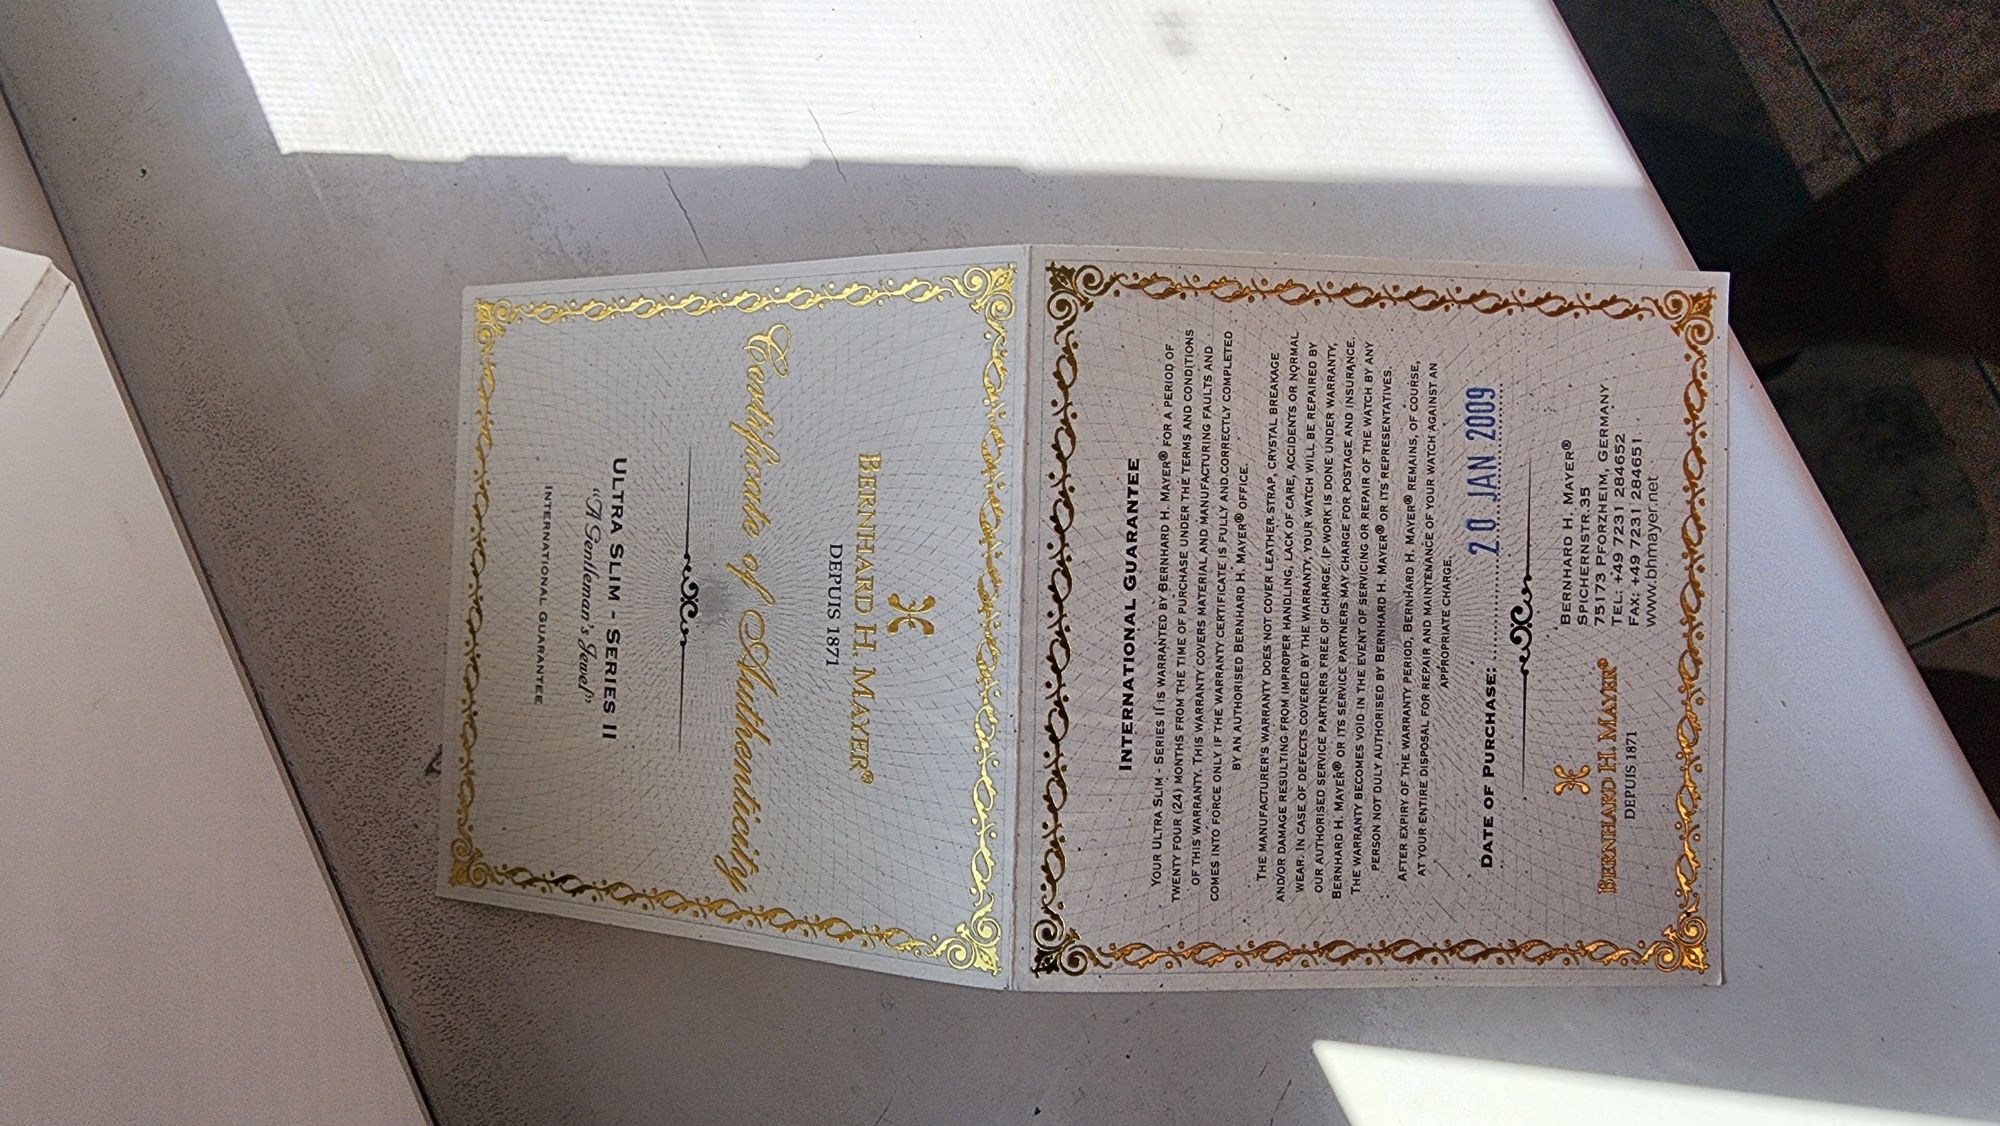 BERNHARD H. MAYER®
DEPUIS 1871
Certificate of Authenticity
ULTRA SLIM - SERIES II
"A Gentleman's Jewel"
INTERNATIONAL GUARANTEE
INTERNATIONAL GUARANTEE
YOUR ULTRA SLIM - SERIES II IS WARRANTED BY BERNHARD H. MAYER® FOR A PERIOD OF
TWENTY FOUR (24) MONTHS FROM THE TIME OF PURCHASE UNDER THE TERMS AND CONDITIONS
OF THIS WARRANTY. THIS WARRANTY COVERS MATERIAL AND MANUFACTURING FAULTS AND
COMES INTO FORCE ONLY IF THE WARRANTY CERTIFICATE IS FULLY AND CORRECTLY COMPLETED
BY AN AUTHORISED BERNHARD H. MAYER® OFFICE.
THE MANUFACTURER'S WARRANTY DOES NOT COVER LEATHER STRAP, CRYSTAL BREAKAGE
AND/OR DAMAGE RESULTING FROM IMPROPER HANDLING, LACK OF CARE, ACCIDENTS OR NORMAL
WEAR. IN CASE OF DEFECTS COVERED BY THE WARRANTY, YOUR WATCH WILL BE REPAIRED BY
OUR AUTHORISED SERVICE PARTNERS FREE OF CHARGE. IF WORK IS DONE UNDER WARRANTY,
BERNHARD H. MAYER® OR ITS SERVICE PARTNERS MAY CHARGE FOR POSTAGE AND INSURANCE.
THE WARRANTY BECOMES VOID IN THE EVENT OF SERVICING OR REPAIR OF THE WATCH BY ANY
PERSON NOT DULY AUTHORISED BY BERNHARD H. MAYER® OR ITS REPRESENTATIVES.
AFTER EXPIRY OF THE WARRANTY PERIOD, BERNHARD H. MAYER® REMAINS, OF COURSE,
AT YOUR ENTIRE DISPOSAL FOR REPAIR AND MAINTENANCE OF YOUR WATCH AGAINST AN
APPROPRIATE CHARGE.
DATE OF PURCHASE: 20 JAN 2009
BERNHARD H. MAYER®
DEPUIS 1871
BERNHARD H. MAYER®
SPICHERNSTR.35
75173 PFORZHEIM, GERMANY
TEL: +49 7231 284652
FAX: +49 7231 284651
www.bhmayer.net